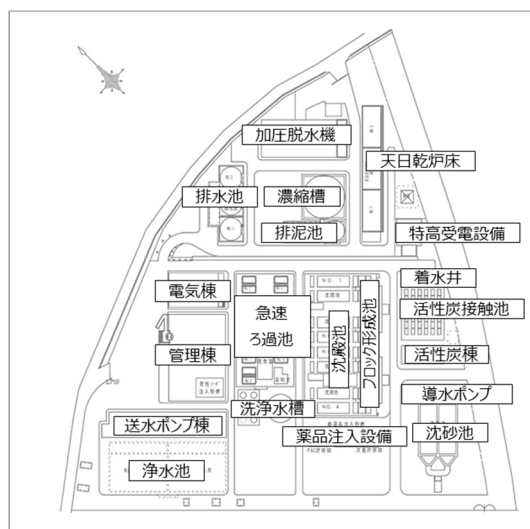 加圧脱水機
天日乾炉床
排水池
濃縮槽
排泥池
特高受電設備
電気棟
急速
ろ過池
沈殿池
フロック形成池
着水井
活性炭接触池
管理棟
活性炭棟
洗浄水槽
導水ポンプ
送水ポンプ棟
薬品注入設備
沈砂池
浄水池
NO. 1
NO. 4